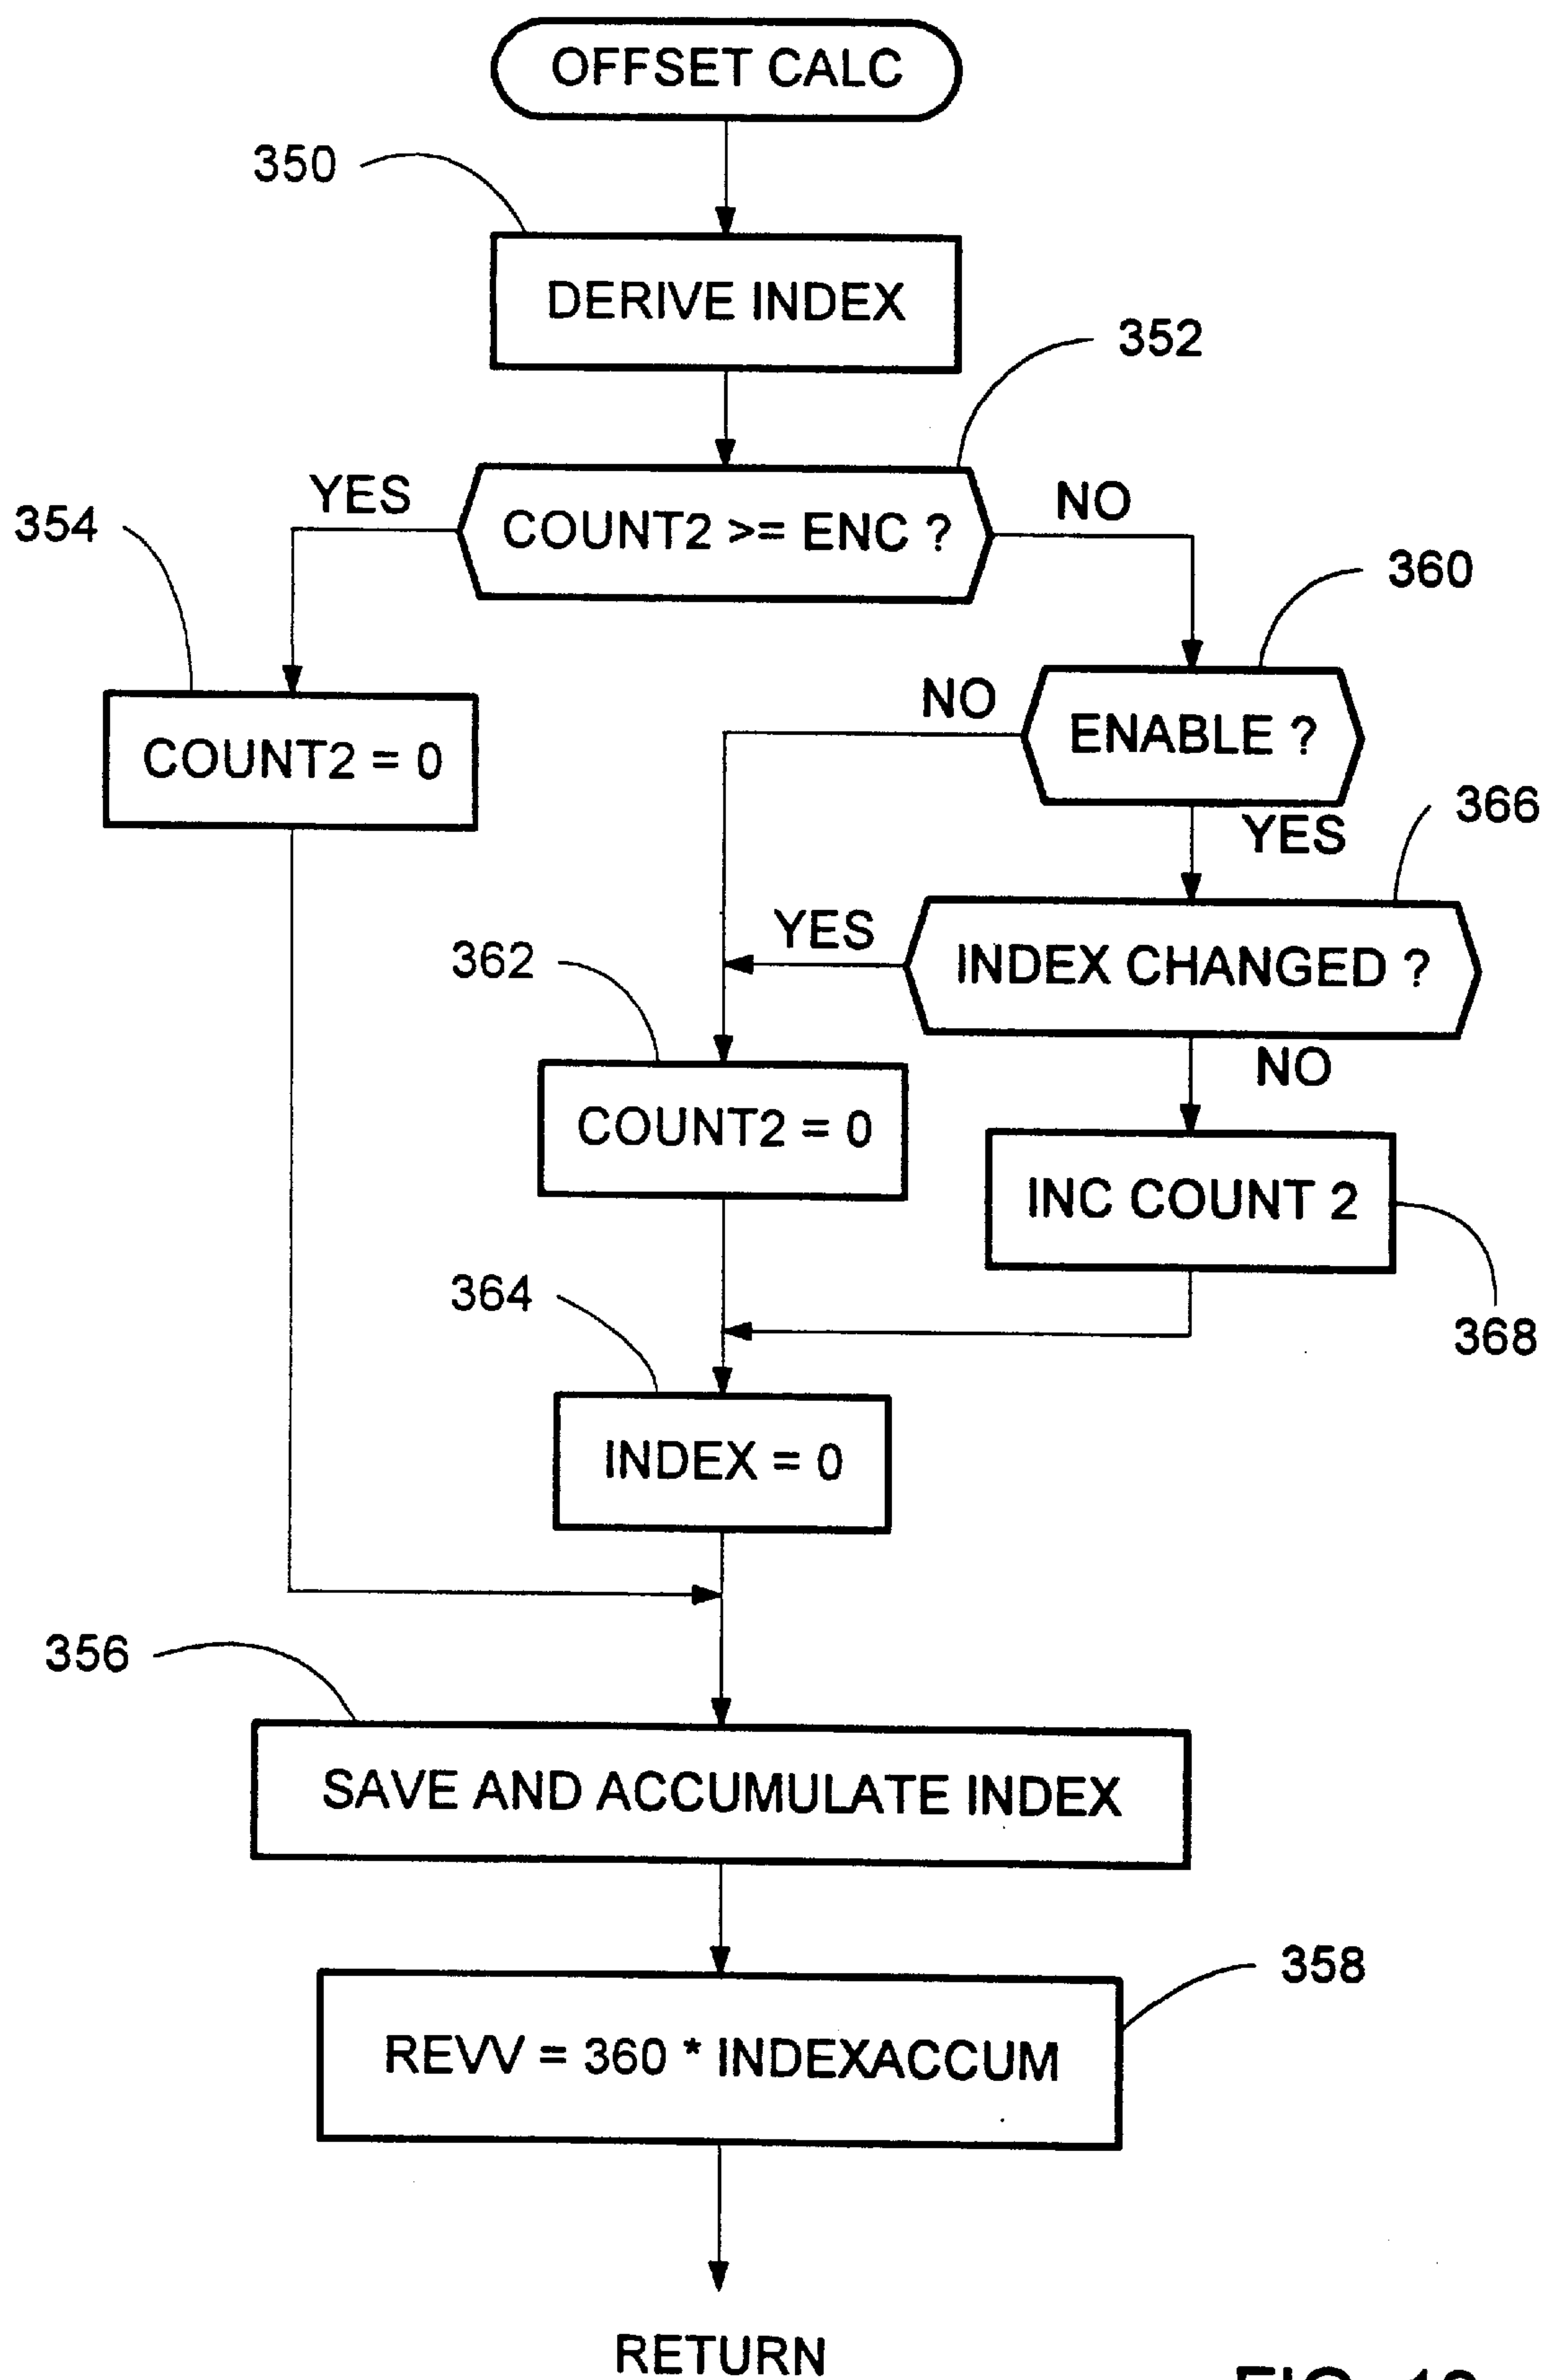 OFFSET CALC
350
DERIVE INDEX
352
YES
COUNT2 >= ENC ?
NO
354
360
NO
ENABLE ?
COUNT2 = 0
366
YES
YES
INDEX CHANGED ?
362
NO
COUNT2 = 0
INC COUNT 2
364
368
INDEX = 0
356
SAVE AND ACCUMULATE INDEX
358
REVV = 360 * INDEXACCUM
RETURN